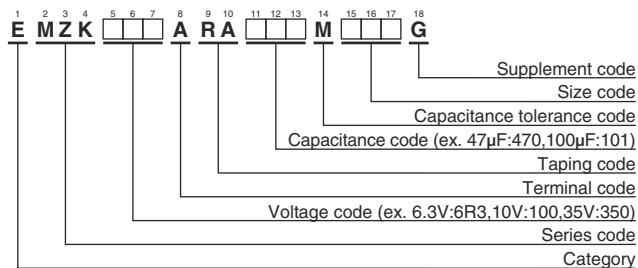 1 2 3 4 5 6 7 8 9 10 11 12 13 14 15 16 17 18
E M Z K A R A M G
Supplement code
Size code
Capacitance tolerance code
Capacitance code (ex. 47µF:470,100µF:101)
Taping code
Terminal code
Voltage code (ex. 6.3V:6R3,10V:100,35V:350)
Series code
Category